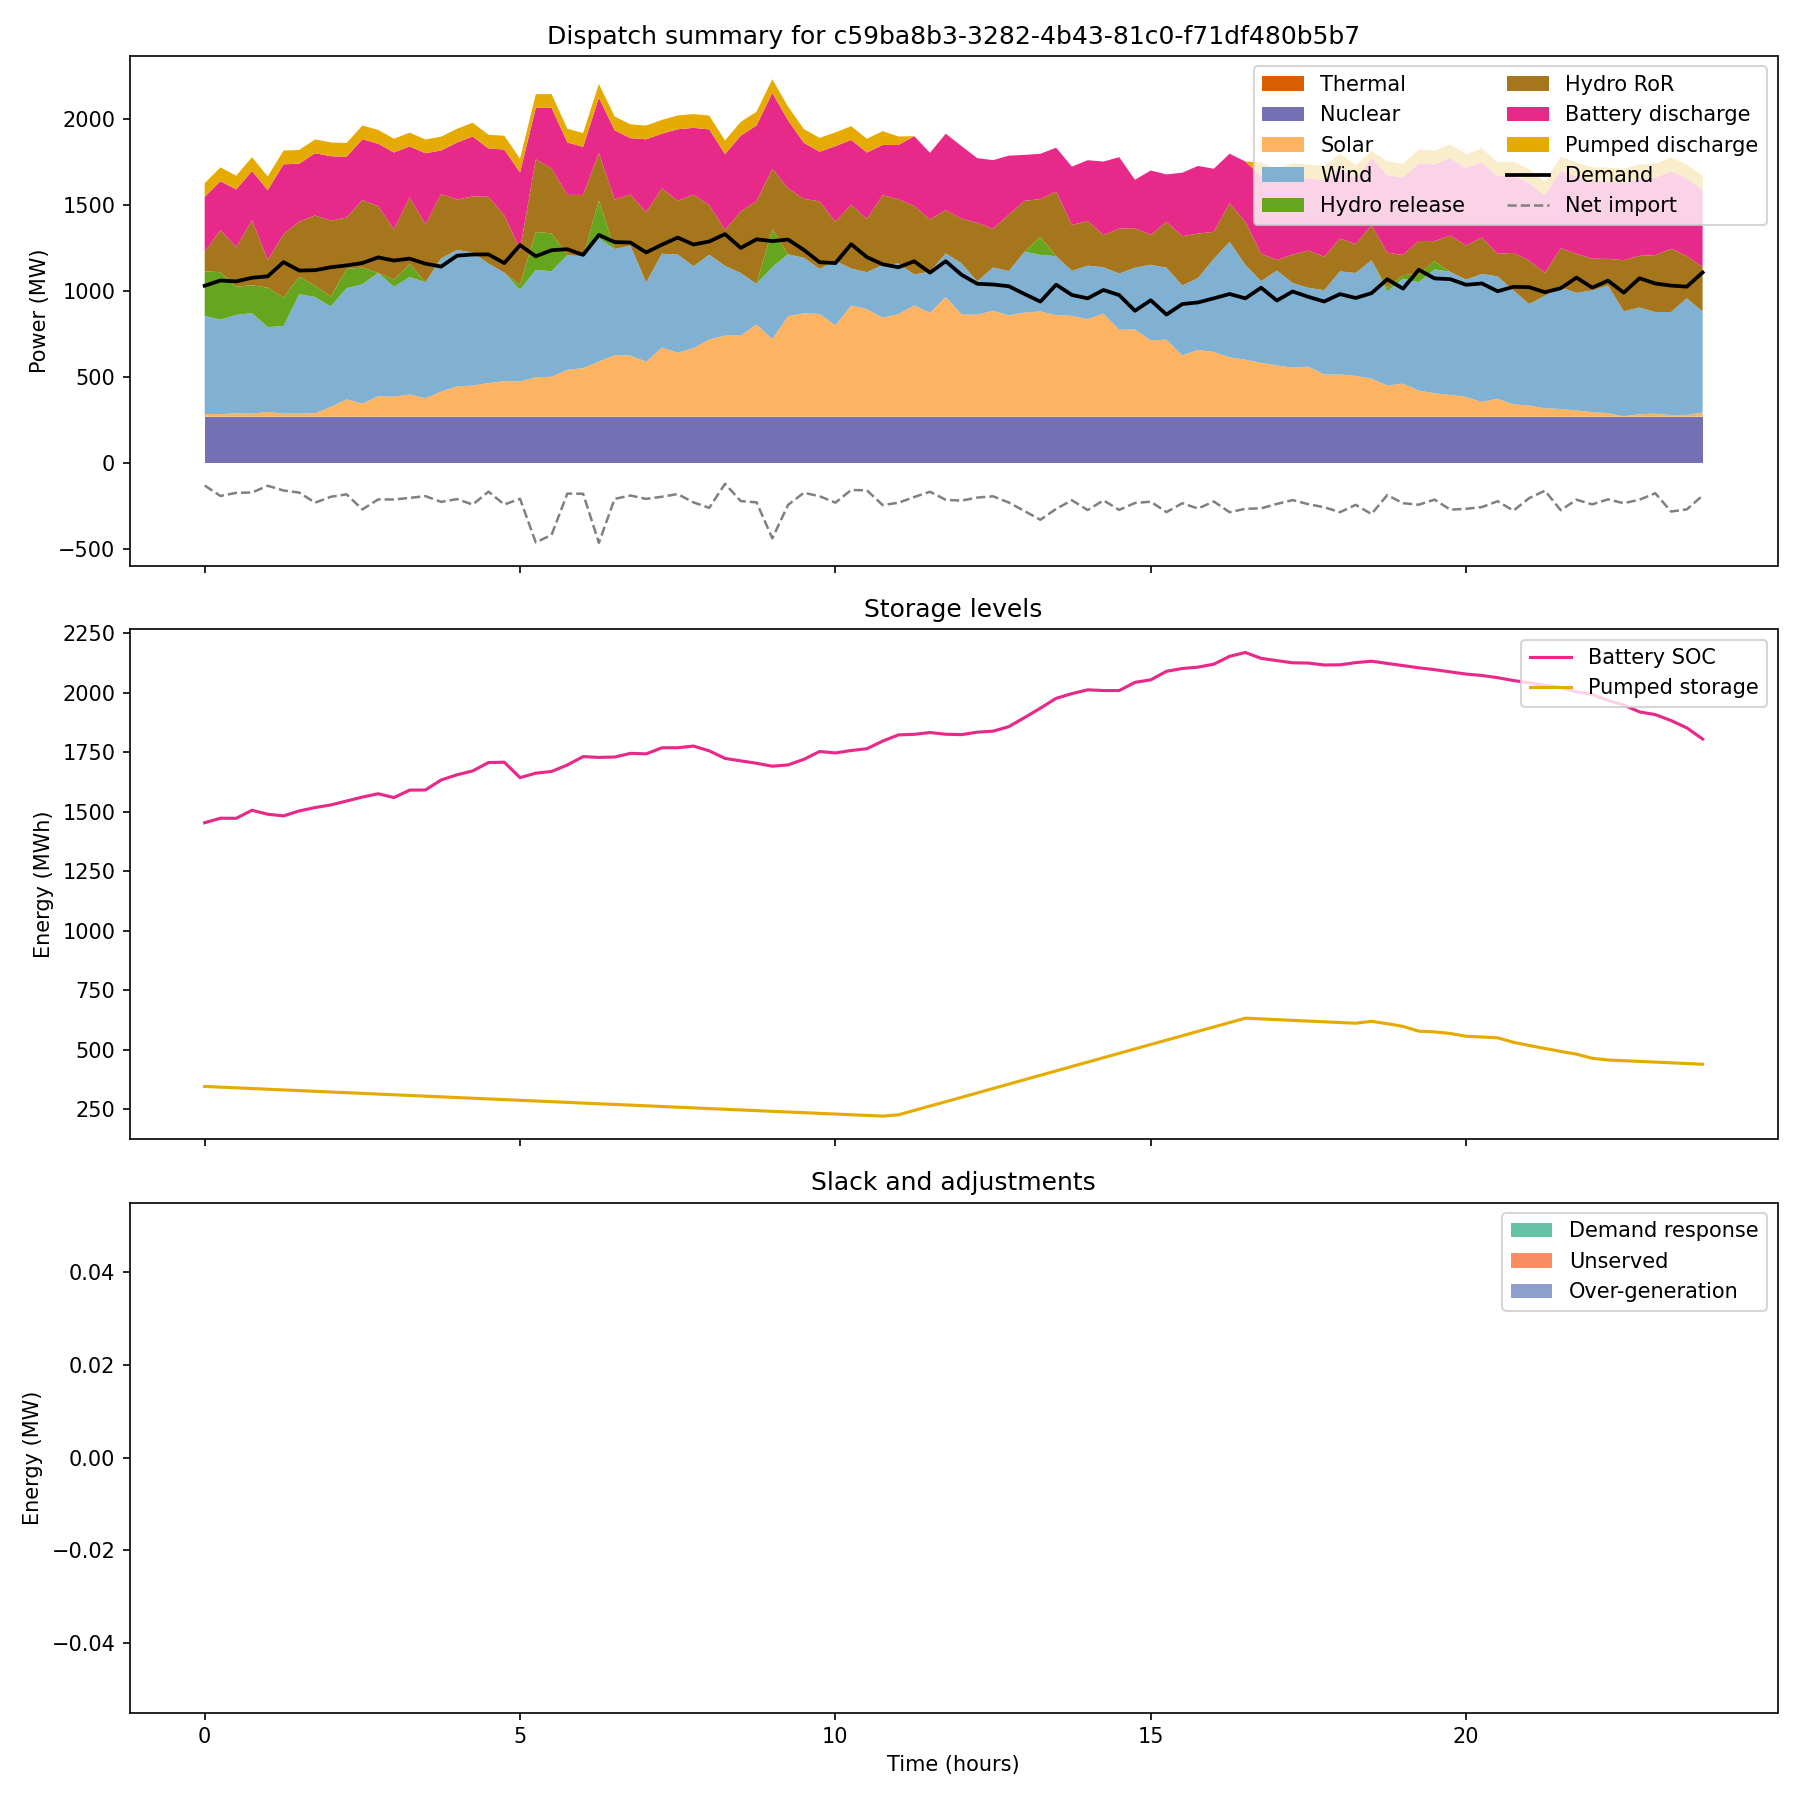 Dispatch summary for c59ba8b3-3282-4b43-81c0-f71df480b5b7
Power (MW)
2000
1500
1000
500
0
−500
Thermal
Nuclear
Solar
Wind
Hydro release
Hydro RoR
Battery discharge
Pumped discharge
Demand
Net import
Storage levels
Energy (MWh)
2250
2000
1750
1500
1250
1000
750
500
250
Battery SOC
Pumped storage
Slack and adjustments
Energy (MW)
0.04
0.02
0.00
−0.02
−0.04
Demand response
Unserved
Over-generation
0 5 10 15 20
Time (hours)